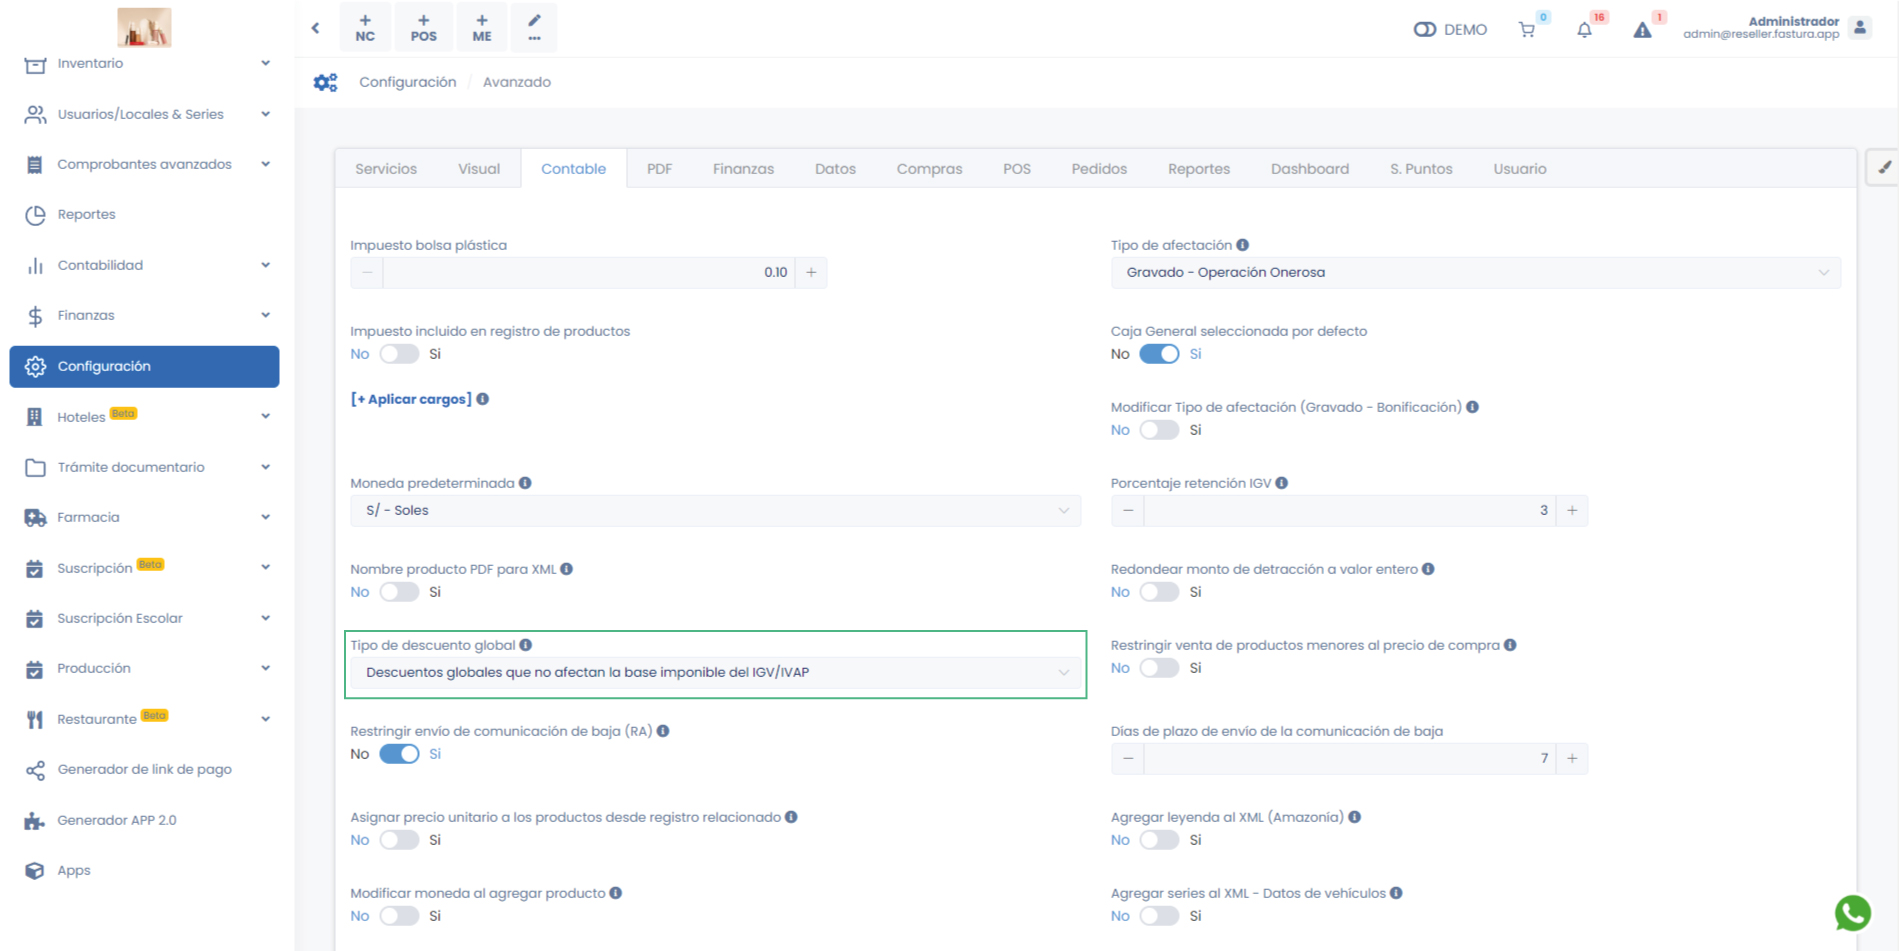 + NC
+ POS
+ ME
...
DEMO
0
16
1
Administrador
admin@reseller.fastura.app
Inventario
Usuarios/Locales & Series
Comprobantes avanzados
Reportes
Contabilidad
Finanzas
Configuración
Hoteles Beta
Trámite documentario
Farmacia
Suscripción Beta
Suscripción Escolar
Producción
Restaurante Beta
Generador de link de pago
Generador APP 2.0
Apps
Configuración / Avanzado
Servicios Visual Contable PDF Finanzas Datos Compras POS Pedidos Reportes Dashboard S. Puntos Usuario
Impuesto bolsa plástica
− 0.10 +
Tipo de afectación
Gravado - Operación Onerosa
Impuesto incluido en registro de productos
No Si
Caja General seleccionada por defecto
No Si
[+ Aplicar cargos]
Modificar Tipo de afectación (Gravado - Bonificación)
No Si
Moneda predeterminada
S/ - Soles
Porcentaje retención IGV
− 3 +
Nombre producto PDF para XML
No Si
Redondear monto de detracción a valor entero
No Si
Tipo de descuento global
Descuentos globales que no afectan la base imponible del IGV/IVAP
Restringir venta de productos menores al precio de compra
No Si
Restringir envío de comunicación de baja (RA)
No Si
Días de plazo de envío de la comunicación de baja
− 7 +
Asignar precio unitario a los productos desde registro relacionado
No Si
Agregar leyenda al XML (Amazonía)
No Si
Modificar moneda al agregar producto
No Si
Agregar series al XML - Datos de vehículos
No Si